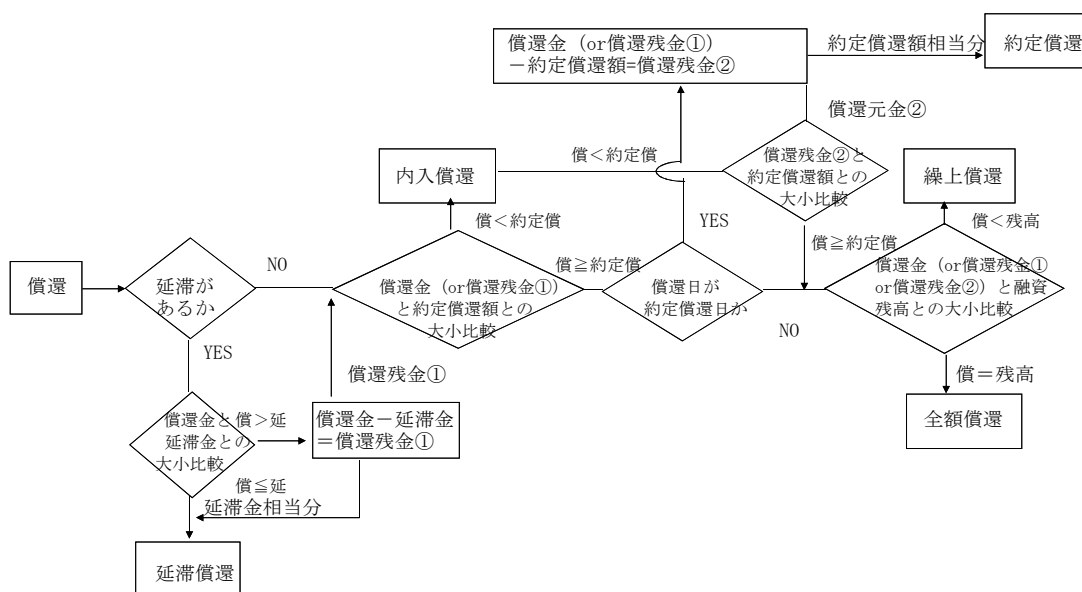 償還金（or償還残金①）
－約定償還額=償還残金②
約定償還額相当分
約定償還
償還元金②
償＜約定償
償還残金②と
約定償還額との
大小比較
内入償還
繰上償還
償＜約定償
YES
償≧約定償
償＜残高
償還
延滞が
あるか
NO
償還金（or償還残金①）
と約定償還額との
大小比較
償≧約定償
償還日が
約定償還日か
NO
償還金（or償還残金①
or償還残金②）と融資
残高との大小比較
YES
償還残金①
償＝残高
償還金と
延滞金との
大小比較
償＞延
償還金－延滞金
＝償還残金①
全額償還
償≦延
延滞金相当分
延滞償還